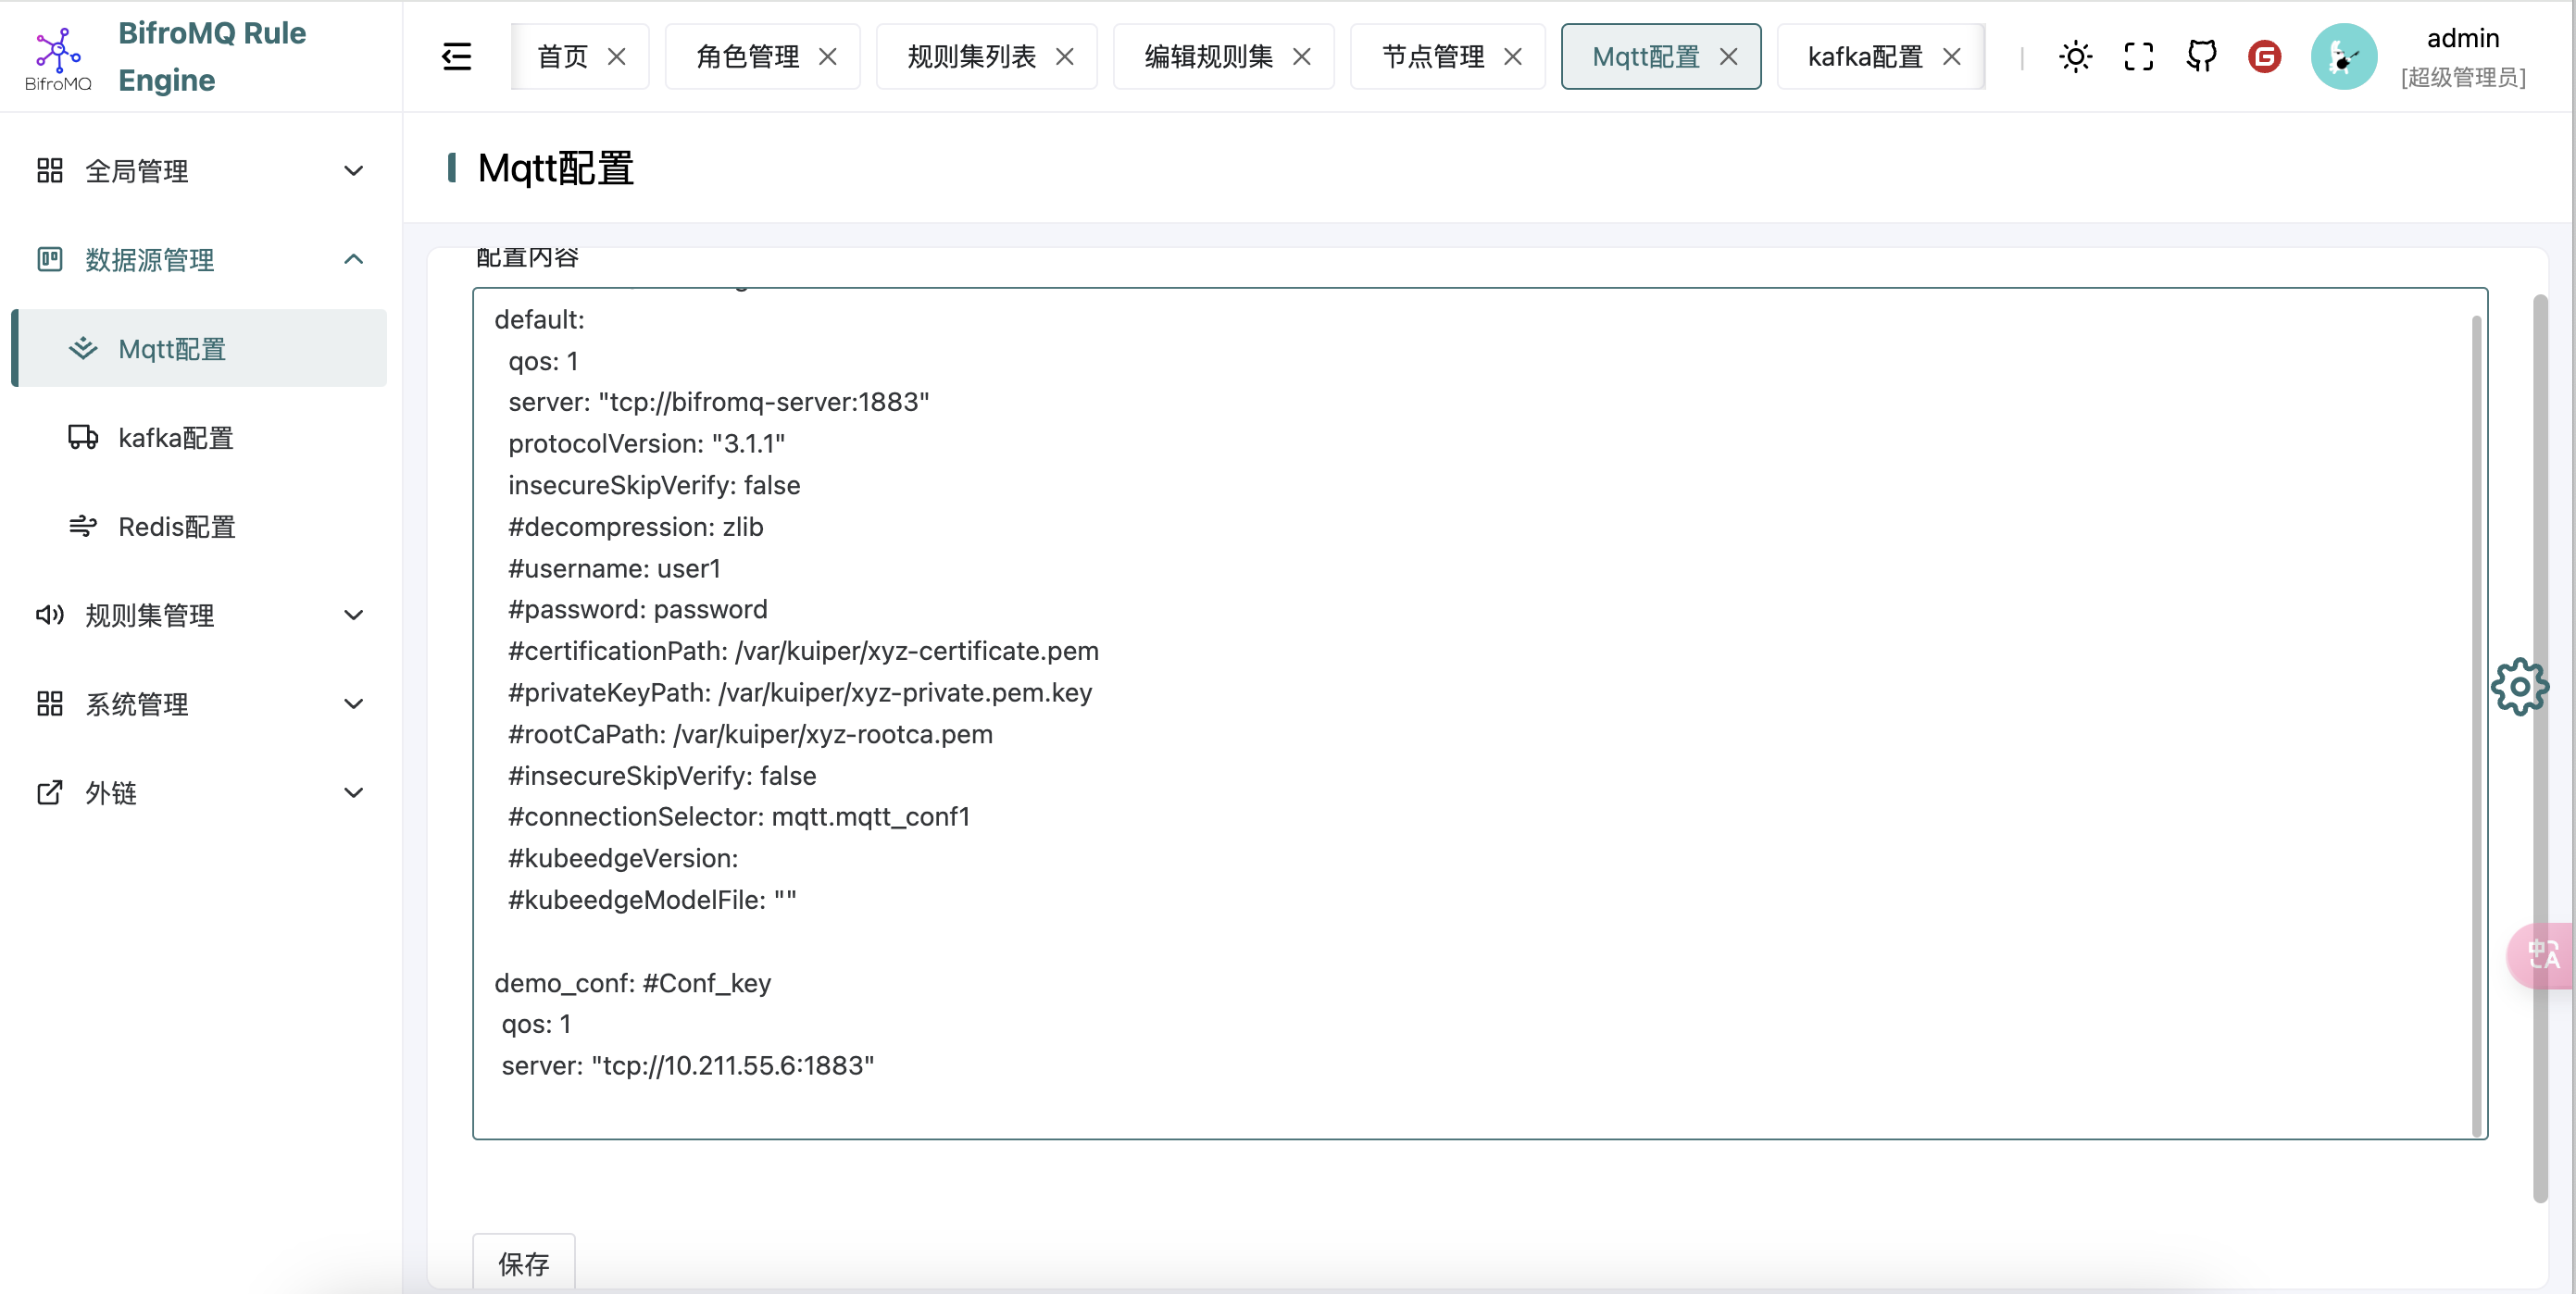 BifroMQ
BifroMQ Rule
Engine
首页
角色管理
规则集列表
编辑规则集
节点管理
Mqtt配置
kafka配置
admin
[超级管理员]
全局管理
数据源管理
Mqtt配置
kafka配置
Redis配置
规则集管理
系统管理
外链
Mqtt配置
配置内容
default:
qos: 1
server: "tcp://bifromq-server:1883"
protocolVersion: "3.1.1"
insecureSkipVerify: false
#decompression: zlib
#username: user1
#password: password
#certificationPath: /var/kuiper/xyz-certificate.pem
#privateKeyPath: /var/kuiper/xyz-private.pem.key
#rootCaPath: /var/kuiper/xyz-rootca.pem
#insecureSkipVerify: false
#connectionSelector: mqtt.mqtt_conf1
#kubeedgeVersion:
#kubeedgeModelFile: ""
demo_conf: #Conf_key
qos: 1
server: "tcp://10.211.55.6:1883"
保存